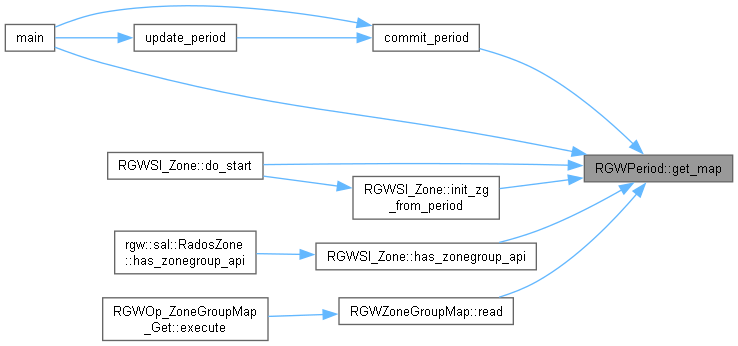 main
update_period
commit_period
RGWPeriod::get_map
RGWSI_Zone::do_start
RGWSI_Zone::init_zg
_from_period
rgw::sal::RadosZone
::has_zonegroup_api
RGWSI_Zone::has_zonegroup_api
RGWOp_ZoneGroupMap
_Get::execute
RGWZoneGroupMap::read